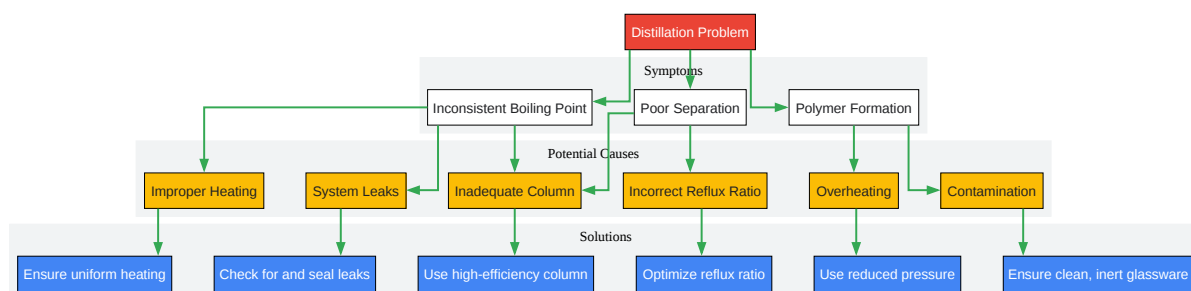 Distillation Problem
Symptoms
Inconsistent Boiling Point
Poor Separation
Polymer Formation
Potential Causes
Improper Heating
System Leaks
Inadequate Column
Incorrect Reflux Ratio
Overheating
Contamination
Solutions
Ensure uniform heating
Check for and seal leaks
Use high-efficiency column
Optimize reflux ratio
Use reduced pressure
Ensure clean, inert glassware